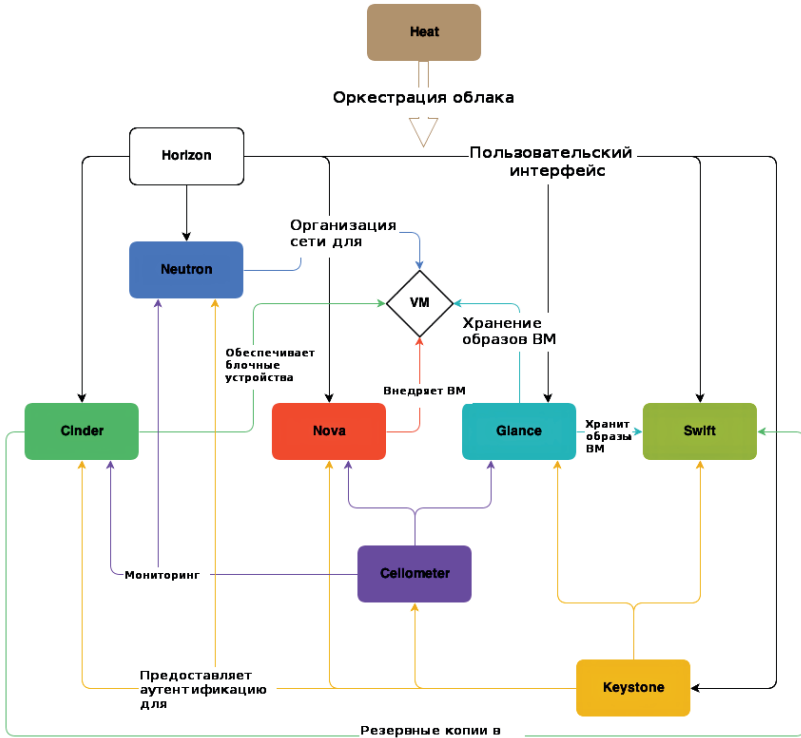 Heat
Оркестрация облака
Horizon
Пользовательский
интерфейс
Организация
сети для
Neutron
VM
Хранение
образов ВМ
Обеспечивает
блочные
устройства
Внедряет ВМ
Cinder
Nova
Glance
Хранит
образы
ВМ
Swift
Мониторинг
Cellometer
Предоставляет
аутентификацию
для
Keystone
Резервные копии в